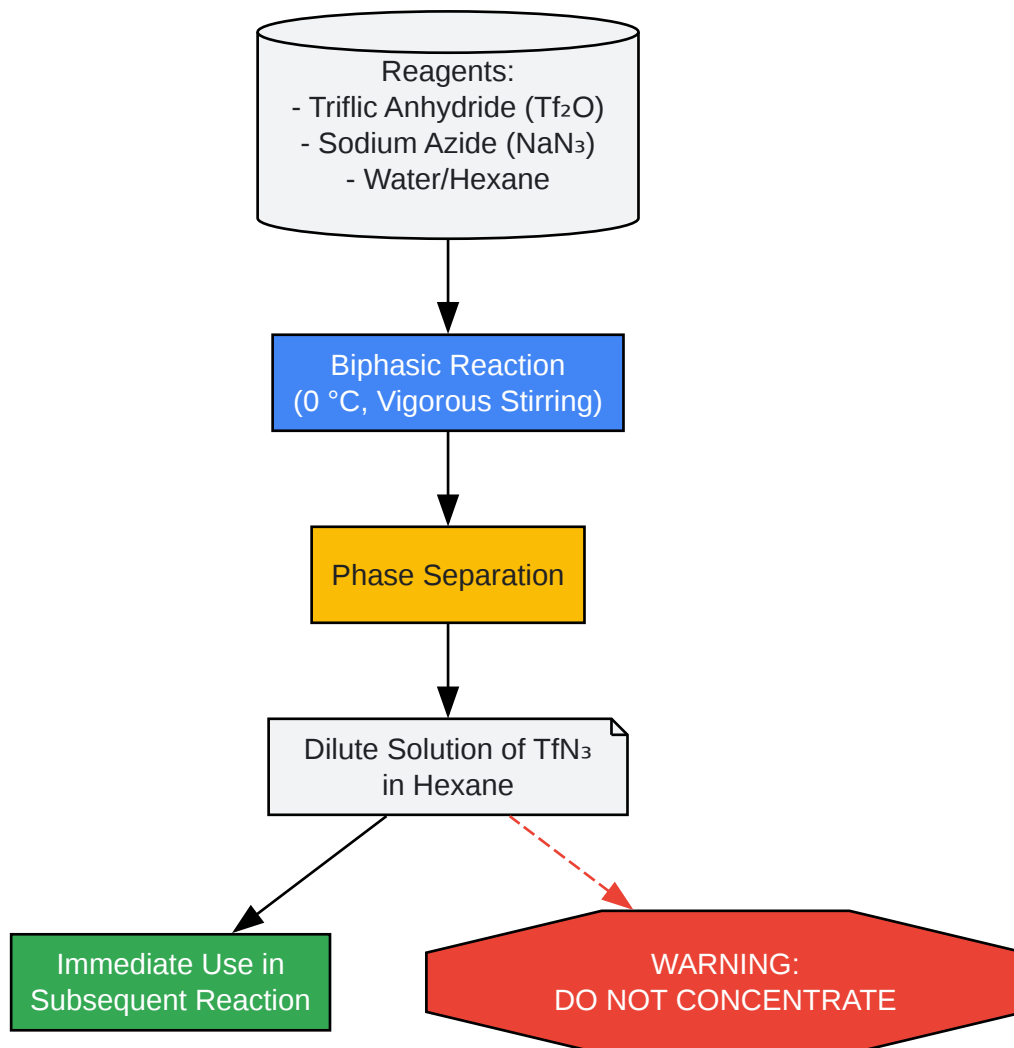 Reagents:
- Triflic Anhydride (Tf₂O)
- Sodium Azide (NaN₃)
- Water/Hexane
Biphasic Reaction
(0 °C, Vigorous Stirring)
Phase Separation
Dilute Solution of TfN₃
in Hexane
Immediate Use in
Subsequent Reaction
WARNING:
DO NOT CONCENTRATE